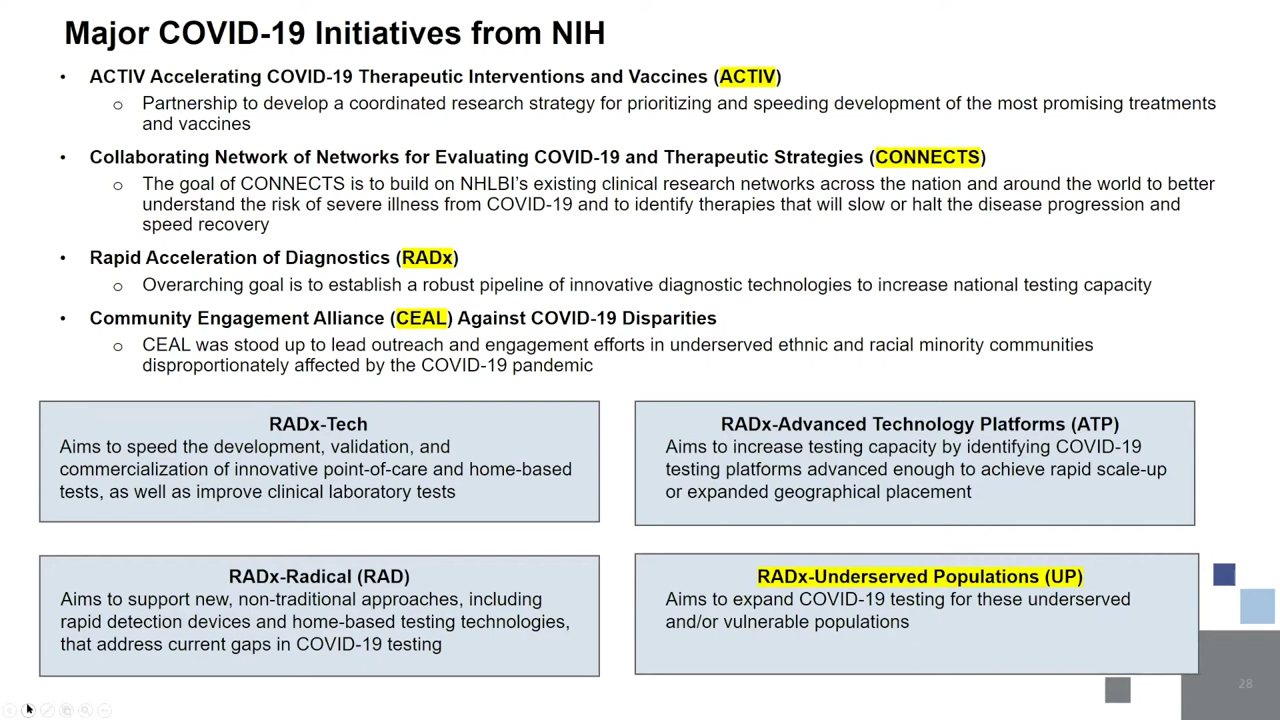 Major COVID-19 Initiatives from NIH
• ACTIV Accelerating COVID-19 Therapeutic Interventions and Vaccines (ACTIV)
o Partnership to develop a coordinated research strategy for prioritizing and speeding development of the most promising treatments
and vaccines
• Collaborating Network of Networks for Evaluating COVID-19 and Therapeutic Strategies (CONNECTS)
o The goal of CONNECTS is to build on NHLBI's existing clinical research networks across the nation and around the world to better
understand the risk of severe illness from COVID-19 and to identify therapies that will slow or halt the disease progression and
speed recovery
• Rapid Acceleration of Diagnostics (RADx)
o Overarching goal is to establish a robust pipeline of innovative diagnostic technologies to increase national testing capacity
• Community Engagement Alliance (CEAL) Against COVID-19 Disparities
o CEAL was stood up to lead outreach and engagement efforts in underserved ethnic and racial minority communities
disproportionately affected by the COVID-19 pandemic
RADx-Tech
Aims to speed the development, validation, and
commercialization of innovative point-of-care and home-based
tests, as well as improve clinical laboratory tests
RADx-Advanced Technology Platforms (ATP)
Aims to increase testing capacity by identifying COVID-19
testing platforms advanced enough to achieve rapid scale-up
or expanded geographical placement
RADx-Radical (RAD)
Aims to support new, non-traditional approaches, including
rapid detection devices and home-based testing technologies,
that address current gaps in COVID-19 testing
RADx-Underserved Populations (UP)
Aims to expand COVID-19 testing for these underserved
and/or vulnerable populations
28